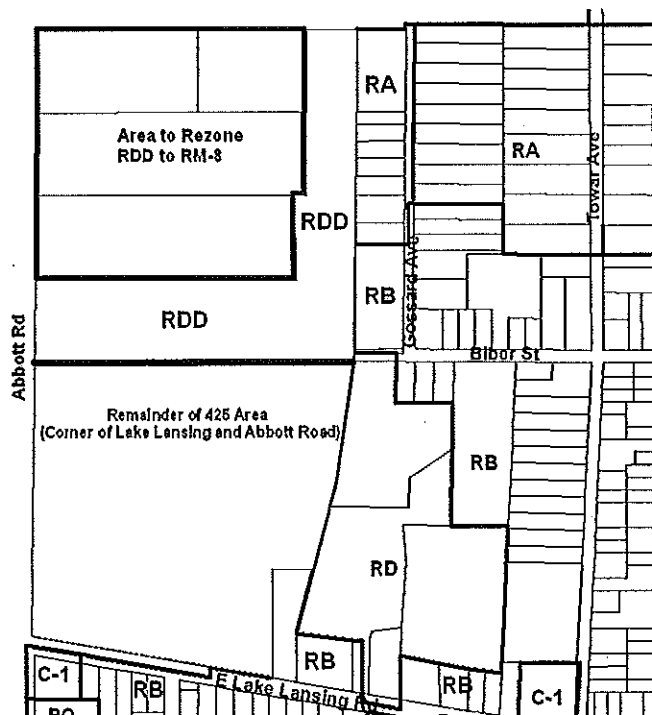 RA
Area to Rezone
RDD to RM-8
RA
Towar Ave
RDD
Gossard Ave
RB
RDD
Abbott Rd
Bibor St
Remainder of 425 Area
(Corner of Lake Lansing and Abbott Road)
RB
RD
RB
C-1
RB
E Lake Lansing Rd
RB
C-1